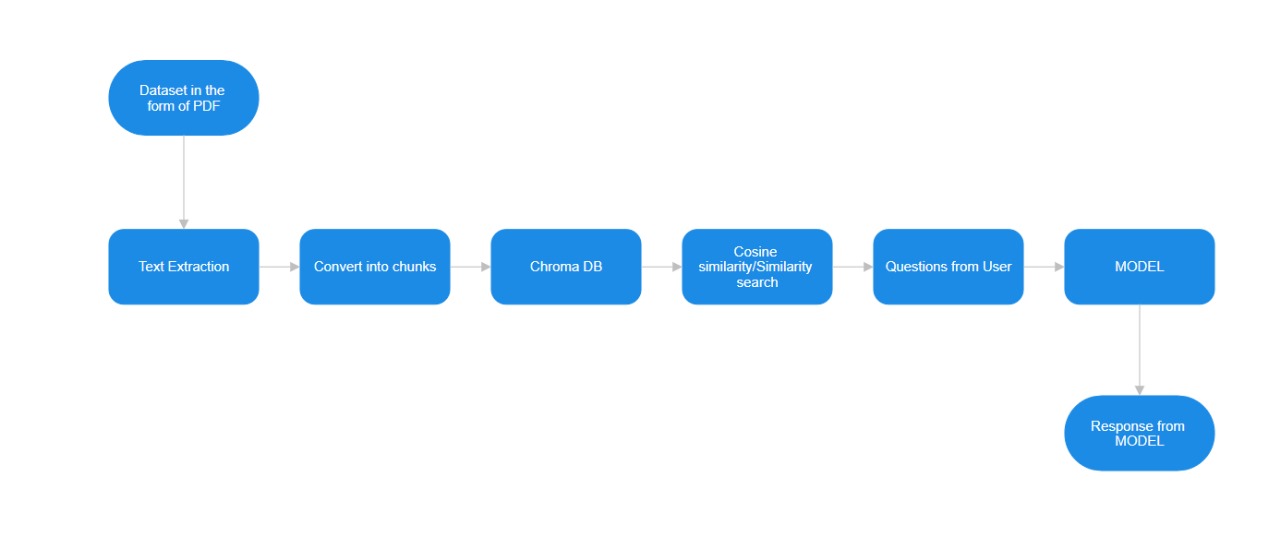 Dataset in the
form of PDF
Text Extraction
Convert into chunks
Chroma DB
Cosine
similarity/Similarity
search
Questions from User
MODEL
Response from
MODEL